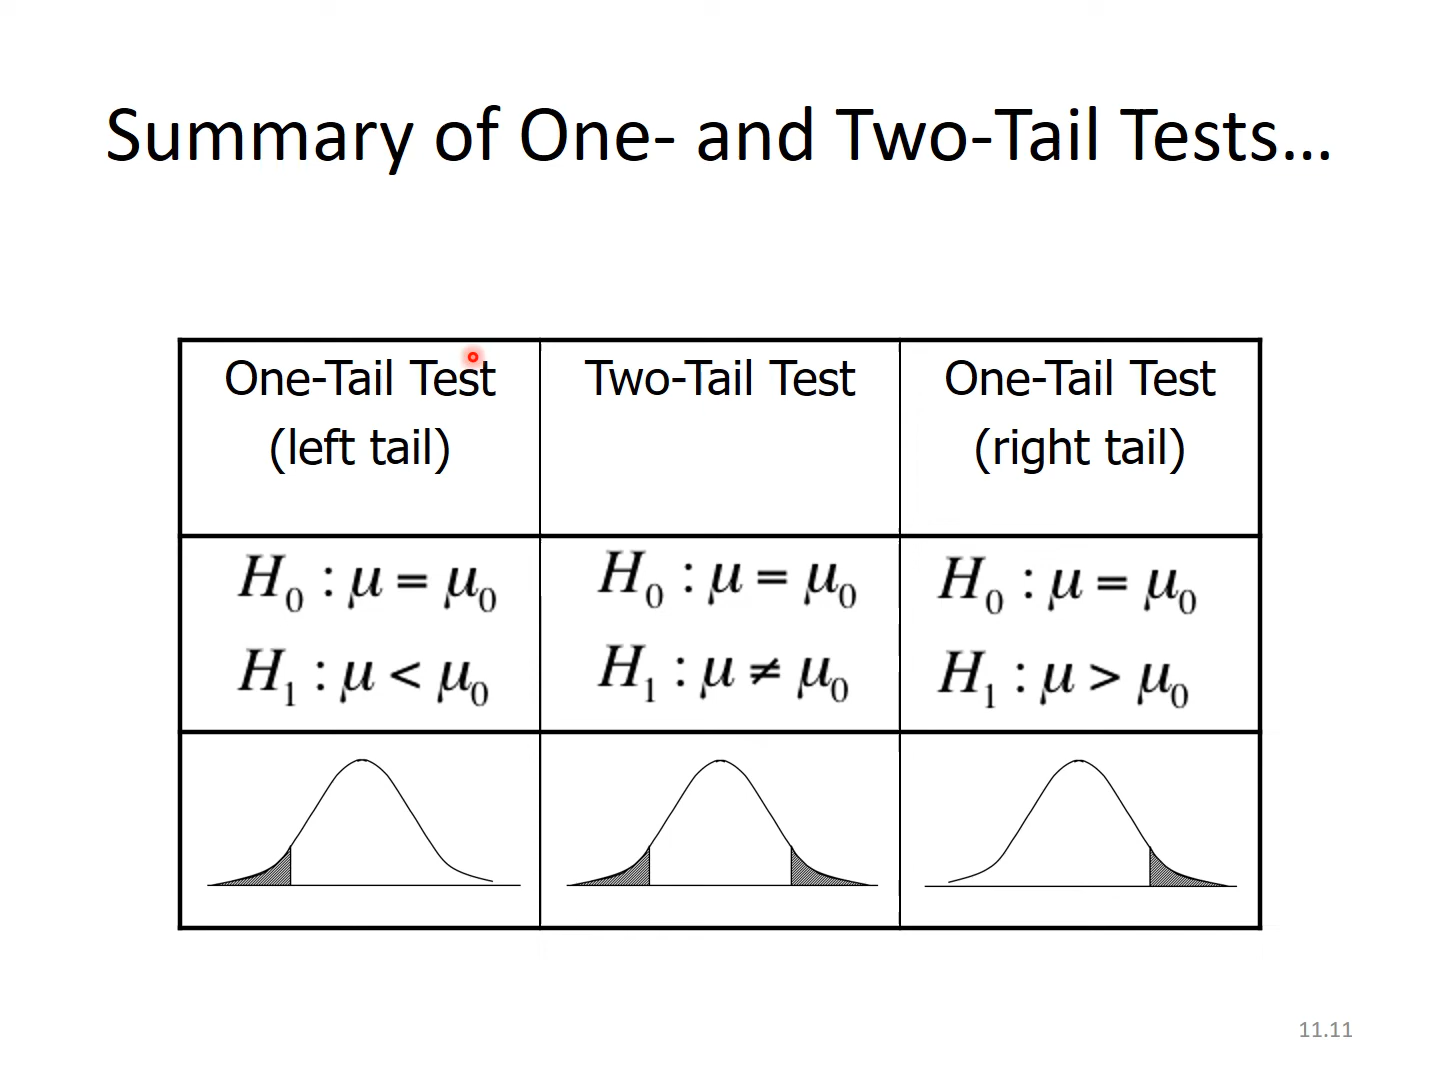 Summary of One- and Two-Tail Tests…
One-Tail Test
(left tail)
Two-Tail Test
One-Tail Test
(right tail)
H₀ : μ = μ₀
H₁ : μ < μ₀
H₀ : μ = μ₀
H₁ : μ ≠ μ₀
H₀ : μ = μ₀
H₁ : μ > μ₀
11.11